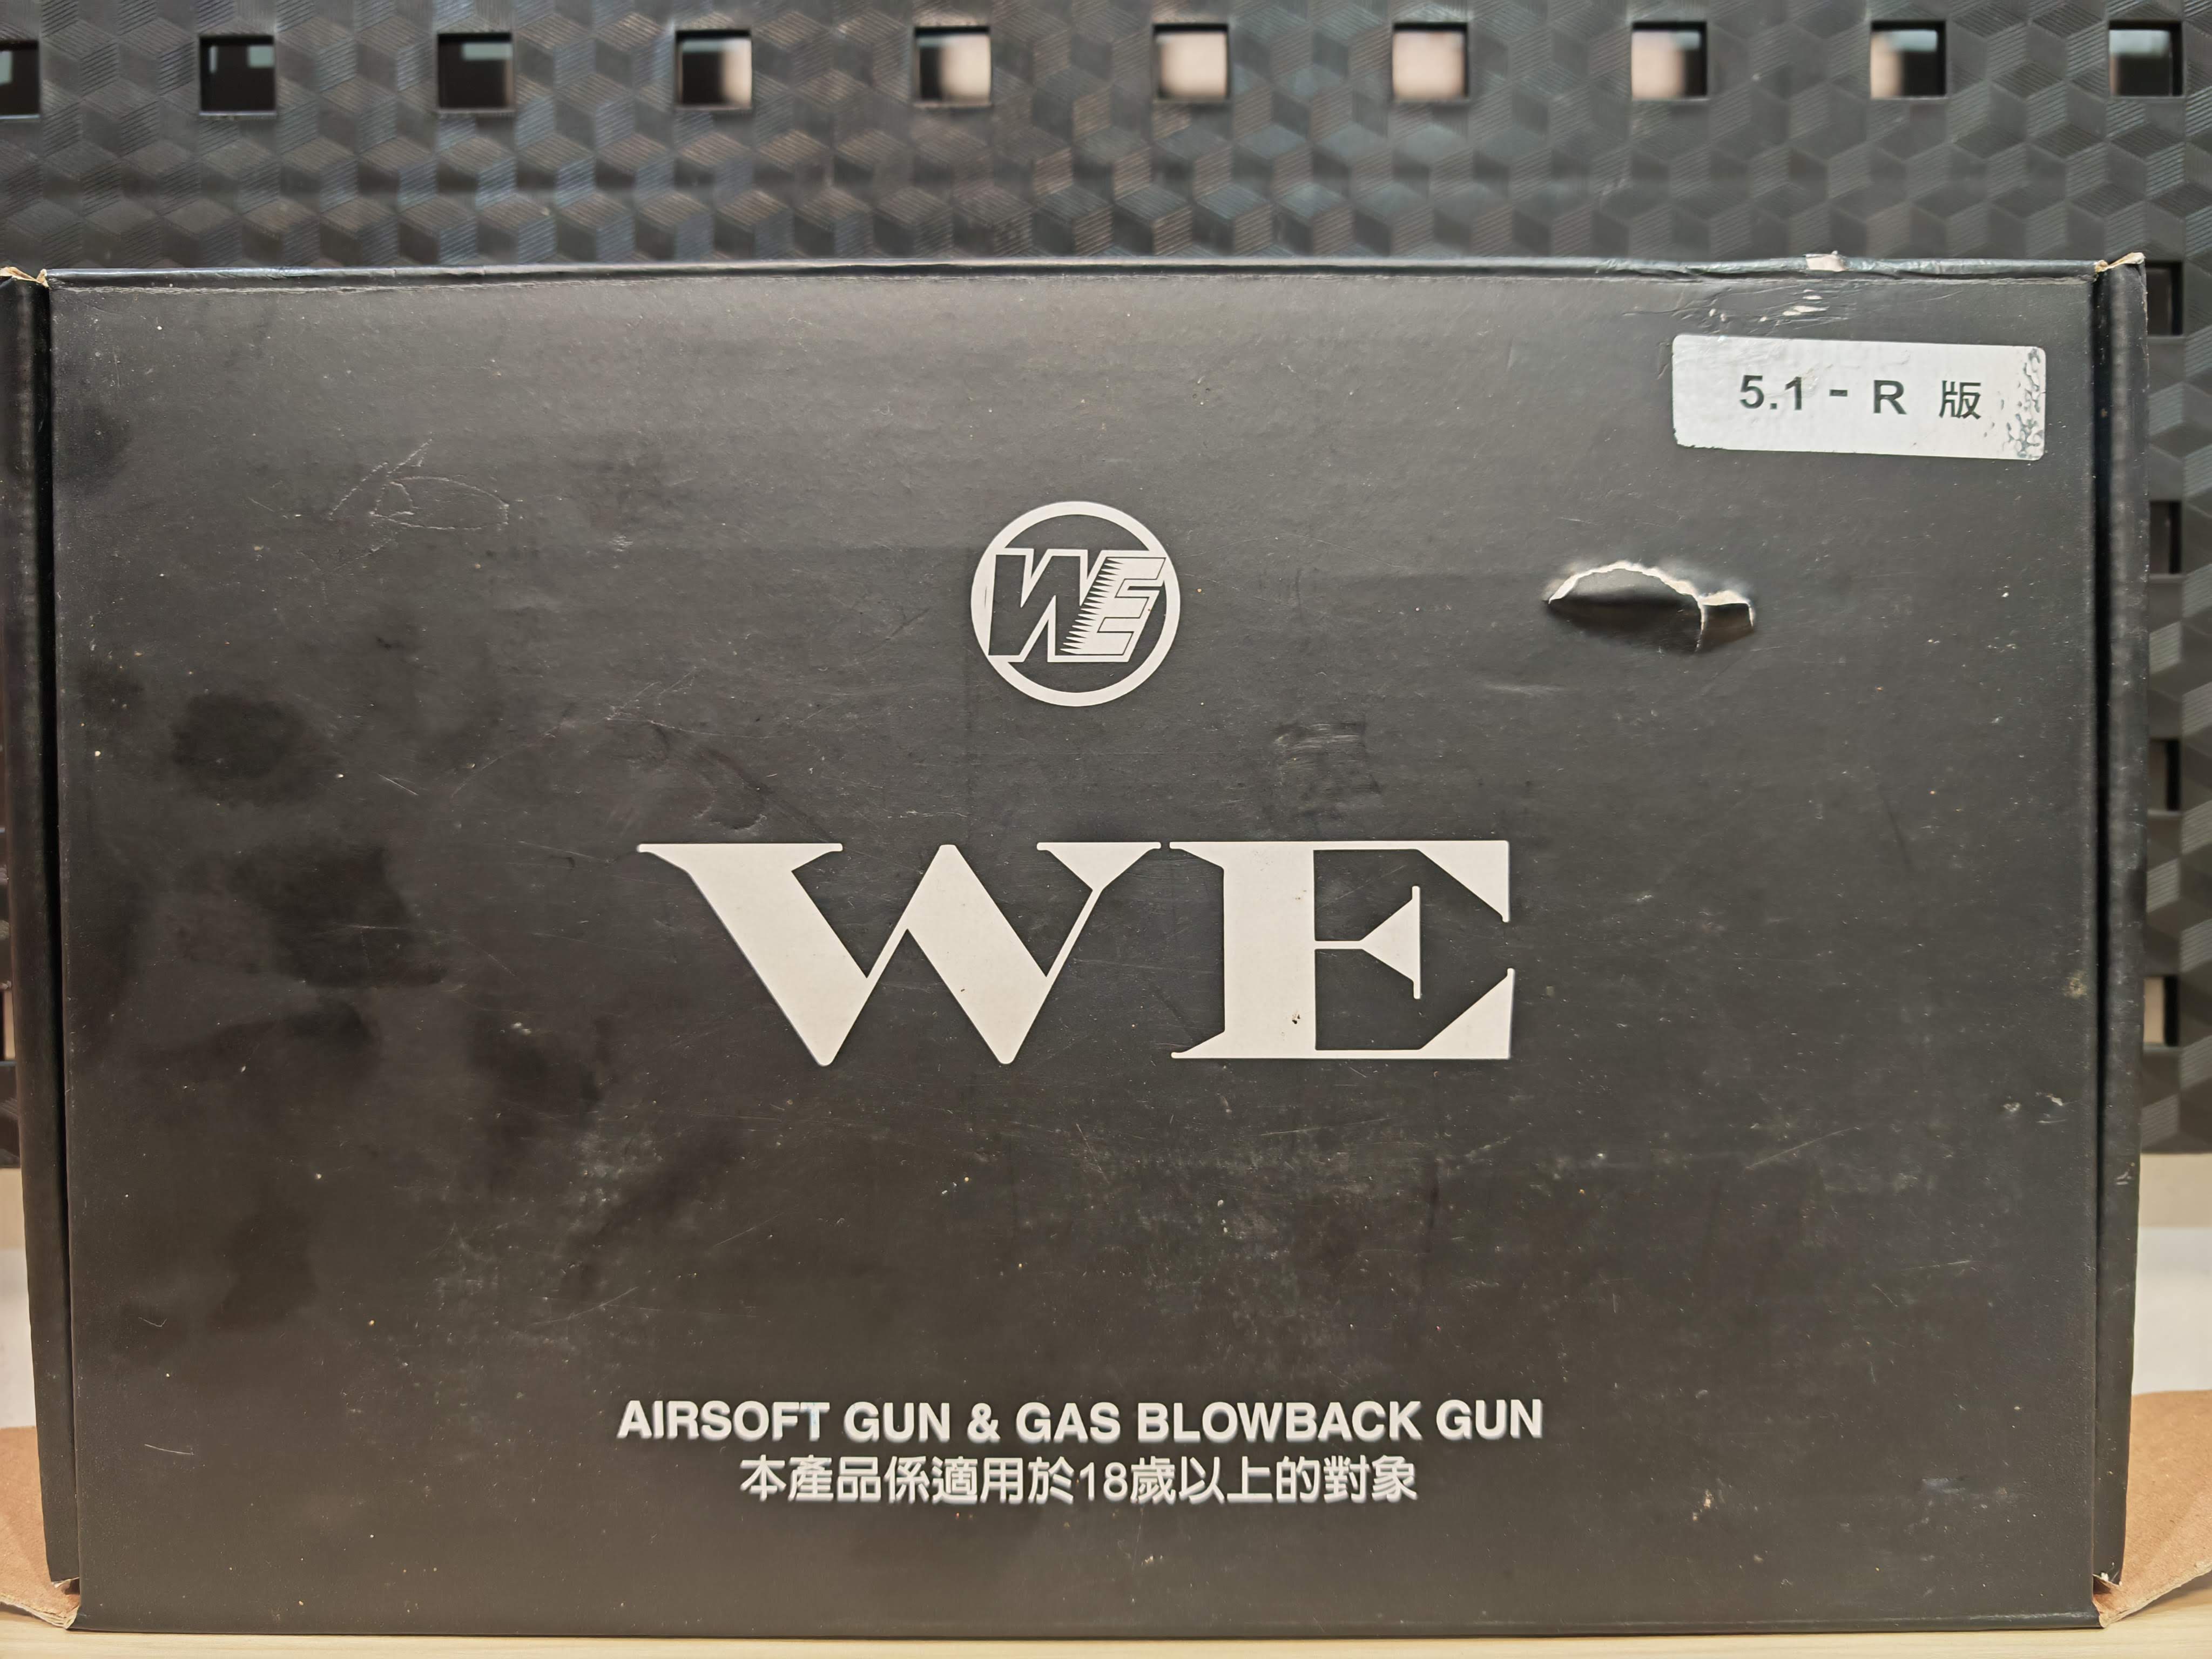 5.1 - R 版
WE
WE
AIRSOFT GUN & GAS BLOWBACK GUN
本產品係適用於18歲以上的對象